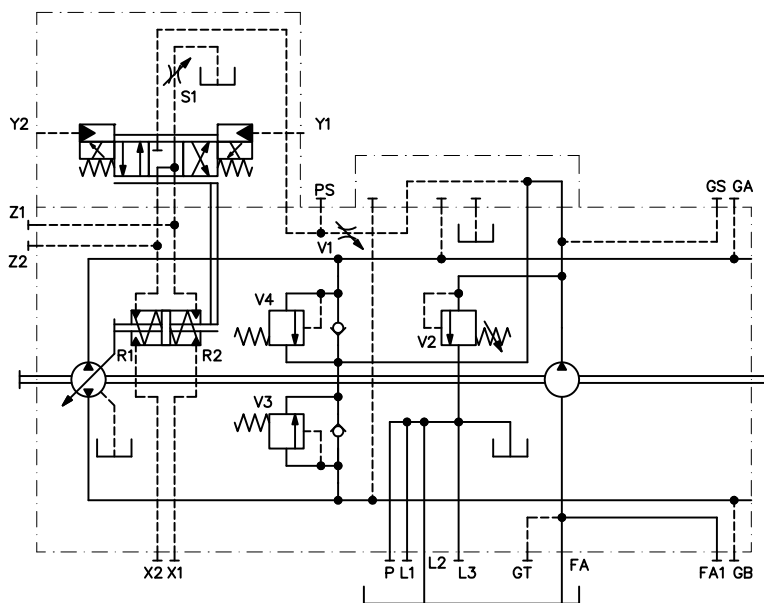 S1
Y2 Y1
PS GS GA
Z1
V1
Z2
V4
V2
R1 R2
V3
X2 X1 P L1 L2 L3 GT FA FA1 GB